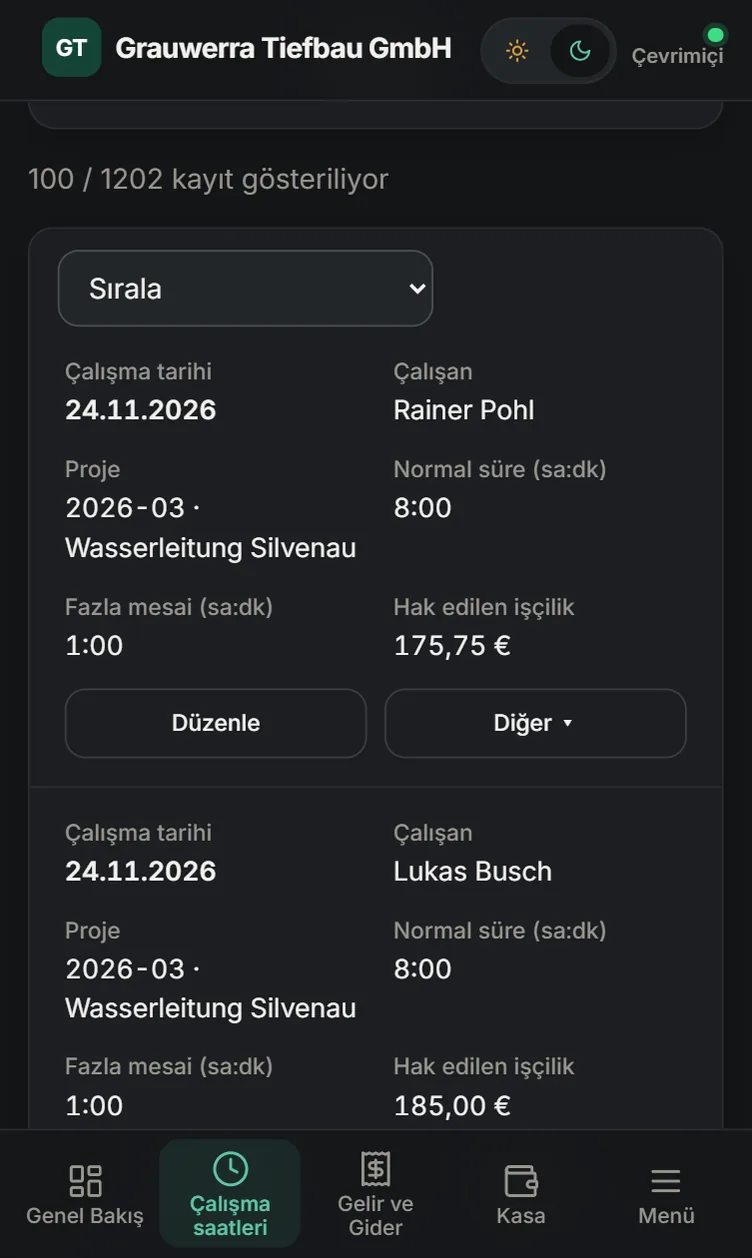 GT Grauwerra Tiefbau GmbH Çevrimiçi
100 / 1202 kayıt gösteriliyor
Sırala
Çalışma tarihi Çalışan
24.11.2026 Rainer Pohl
Proje Normal süre (sa:dk)
2026-03 · 8:00
Wasserleitung Silvenau
Fazla mesai (sa:dk) Hak edilen işçilik
1:00 175,75 €
Düzenle Diğer ▾
Çalışma tarihi Çalışan
24.11.2026 Lukas Busch
Proje Normal süre (sa:dk)
2026-03 · 8:00
Wasserleitung Silvenau
Fazla mesai (sa:dk) Hak edilen işçilik
1:00 185,00 €
Genel Bakış Çalışma saatleri Gelir ve Gider Kasa Menü